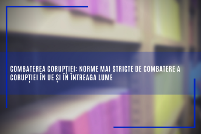 COMBATEREA CORUPȚIEI: NORME MAI STRICTE DE COMBATERE A
CORUPȚIEI ÎN UE ȘI ÎN ÎNTREAGA LUME